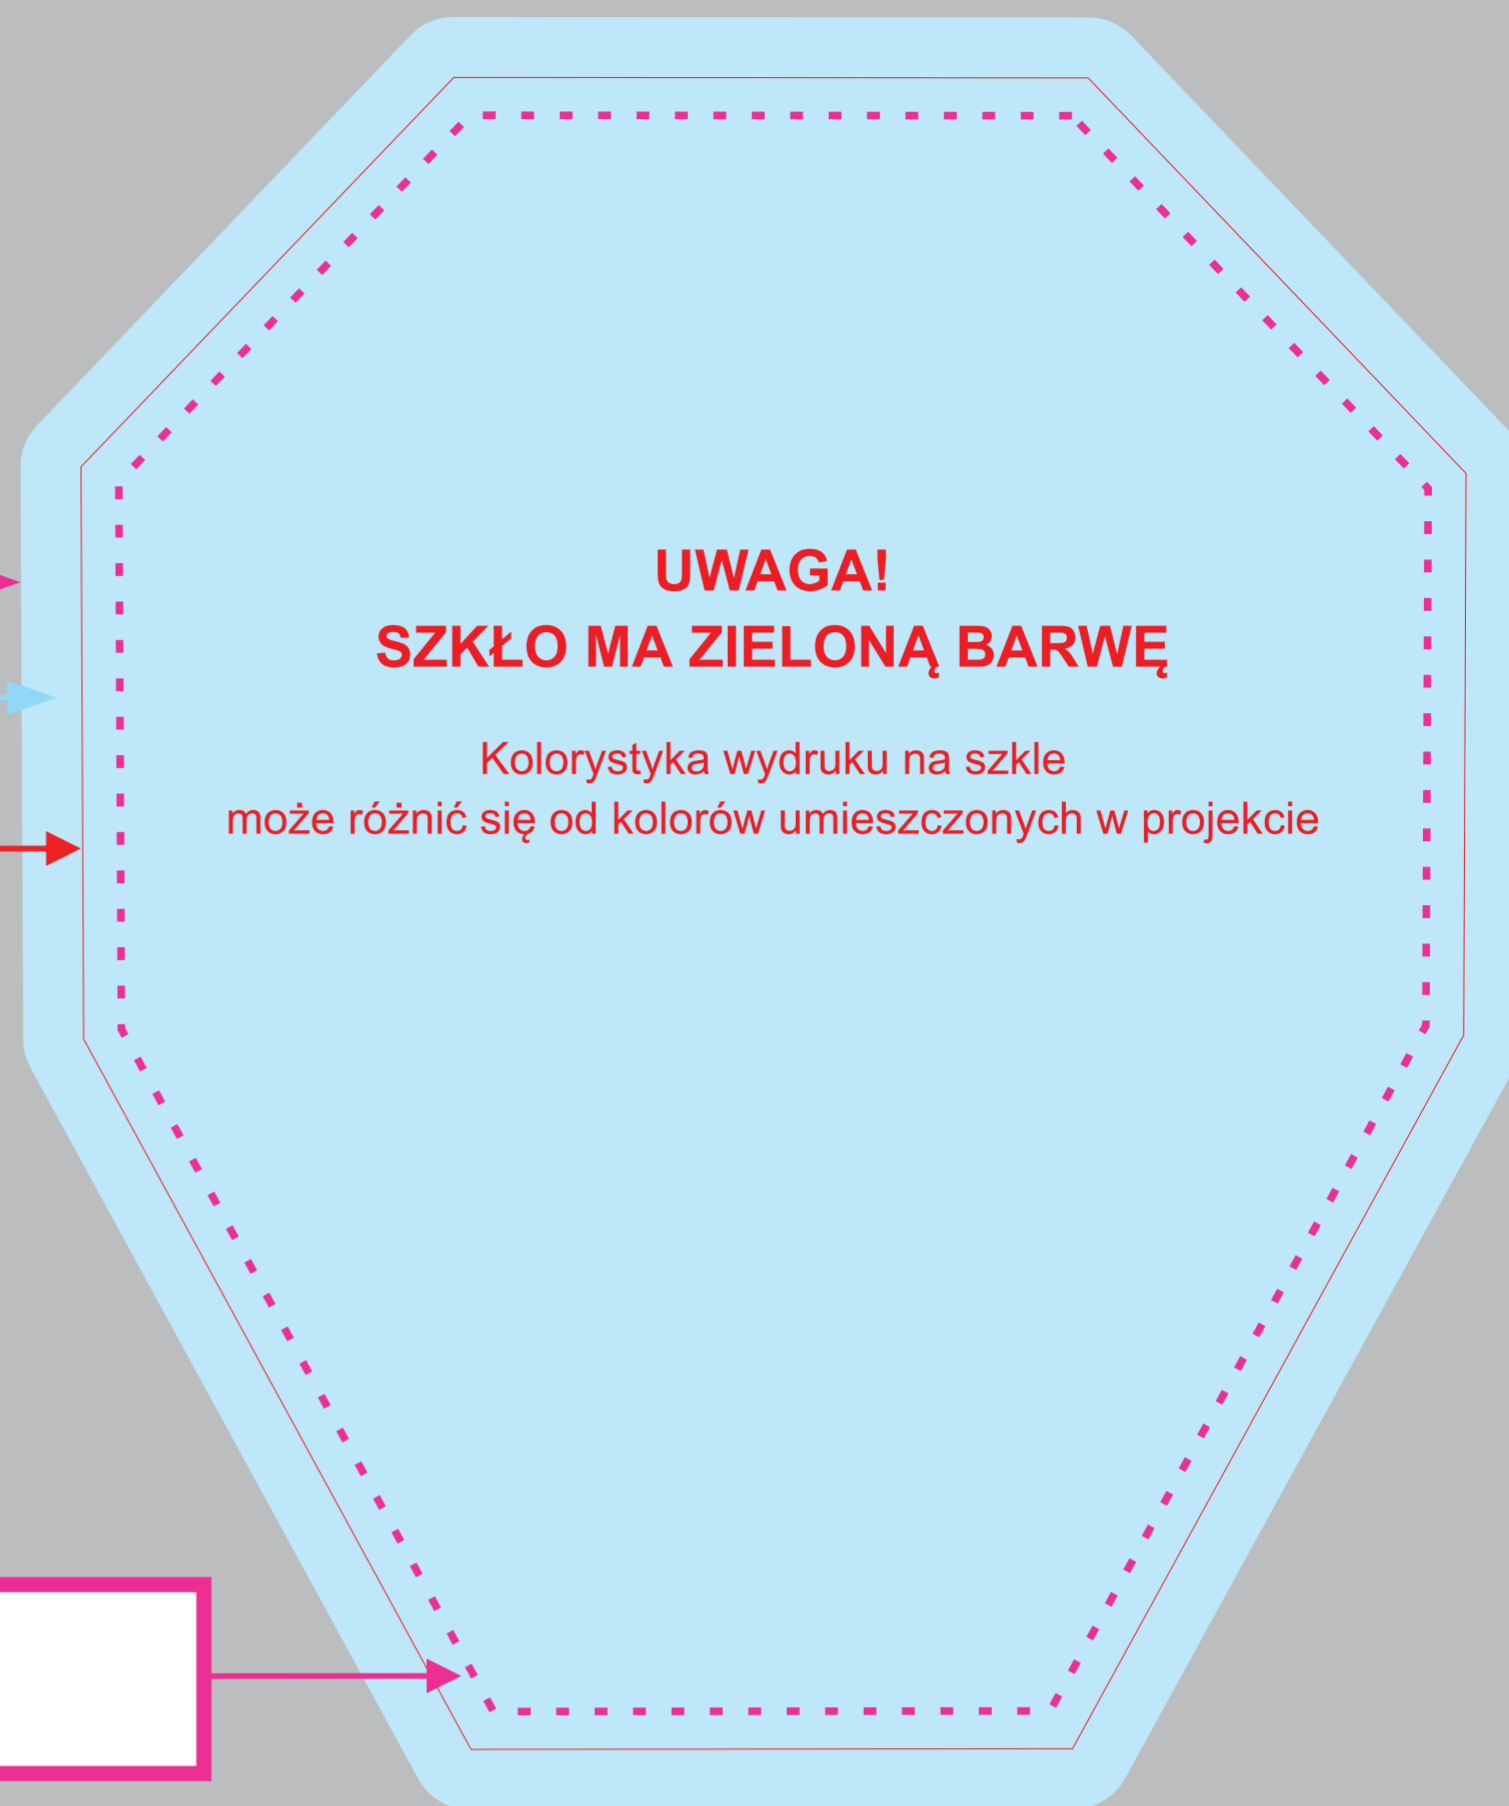 UWAGA!
SZKŁO MA ZIELONĄ BARWĘ
Kolorystyka wydruku na szkle
może różnić się od kolorów umieszczonych w projekcie